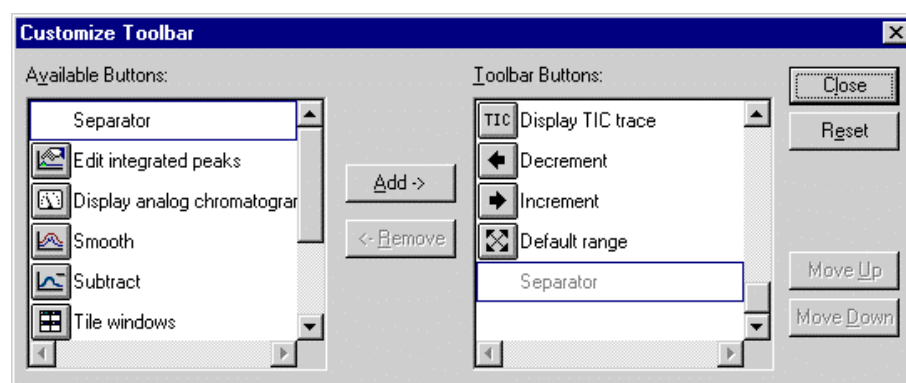 Customize Toolbar
Available Buttons:
Separator
Edit integrated peaks
Display analog chromatogran
Smooth
Subtract
Tile windows
Add ->
<- Remove
Toolbar Buttons:
TIC Display TIC trace
Decrement
Increment
Default range
Separator
Close
Reset
Move Up
Move Down